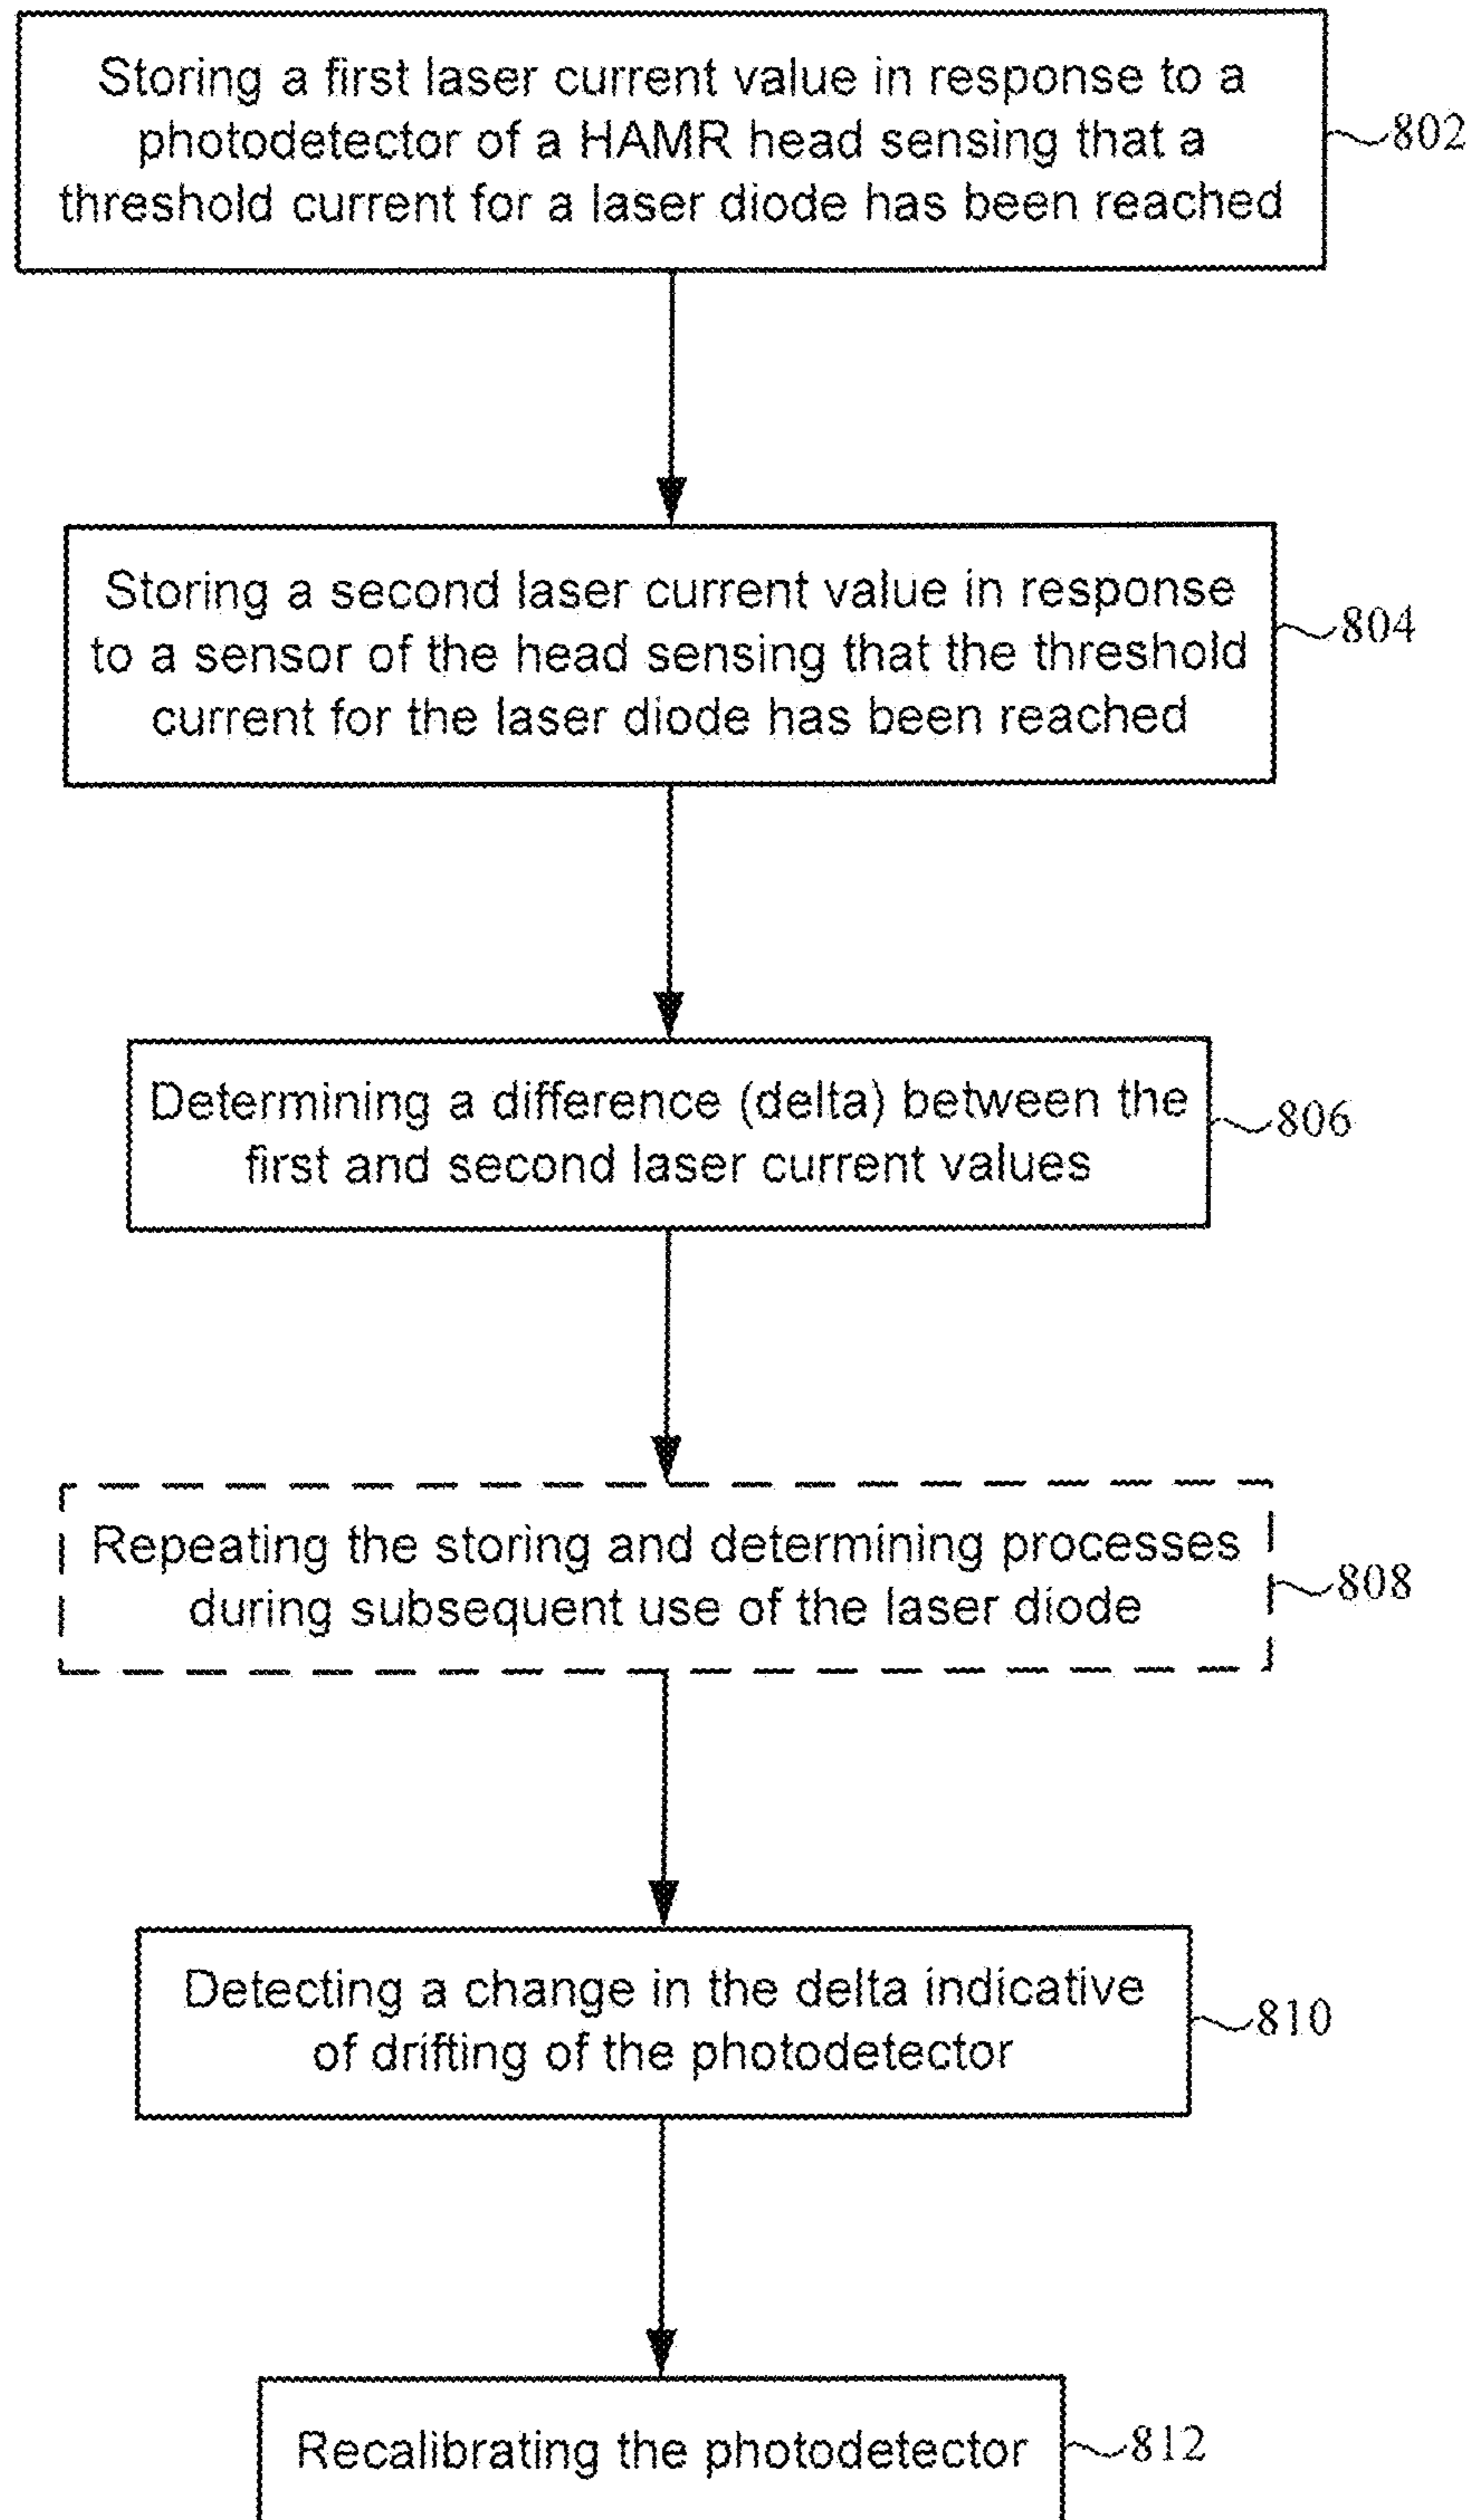 Storing a first laser current value in response to a
photodetector of a HAMR head sensing that a
threshold current for a laser diode has been reached
802
Storing a second laser current value in response
to a sensor of the head sensing that the threshold
current for the laser diode has been reached
804
Determining a difference (delta) between the
first and second laser current values
806
Repeating the storing and determining processes
during subsequent use of the laser diode
808
Detecting a change in the delta indicative
of drifting of the photodetector
810
Recalibrating the photodetector
812